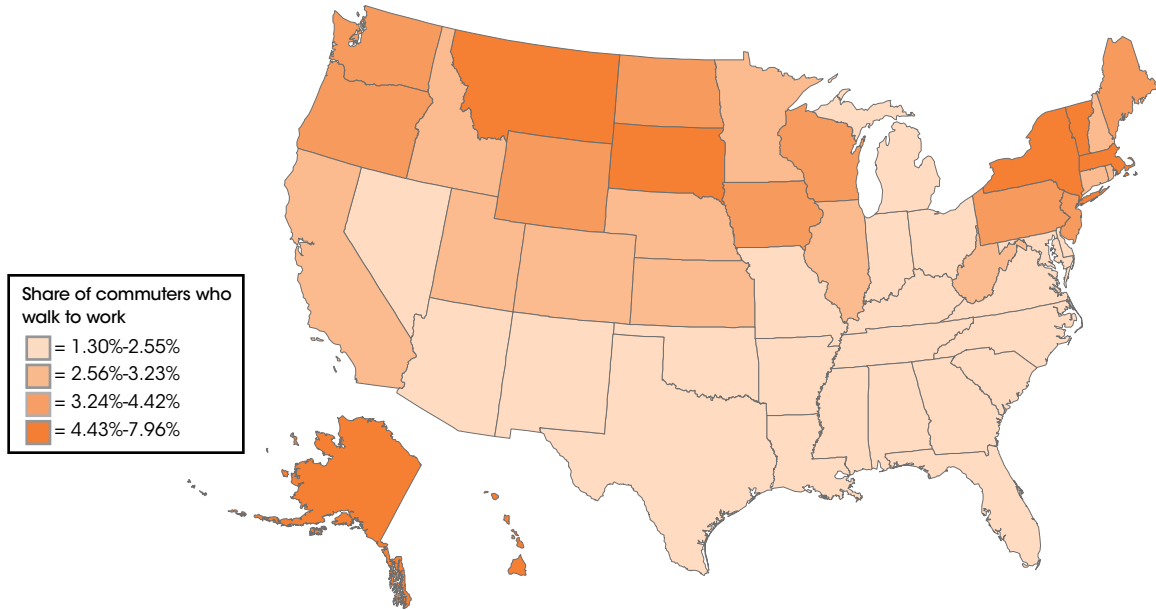 Share of commuters who
walk to work
= 1.30%-2.55%
= 2.56%-3.23%
= 3.24%-4.42%
= 4.43%-7.96%